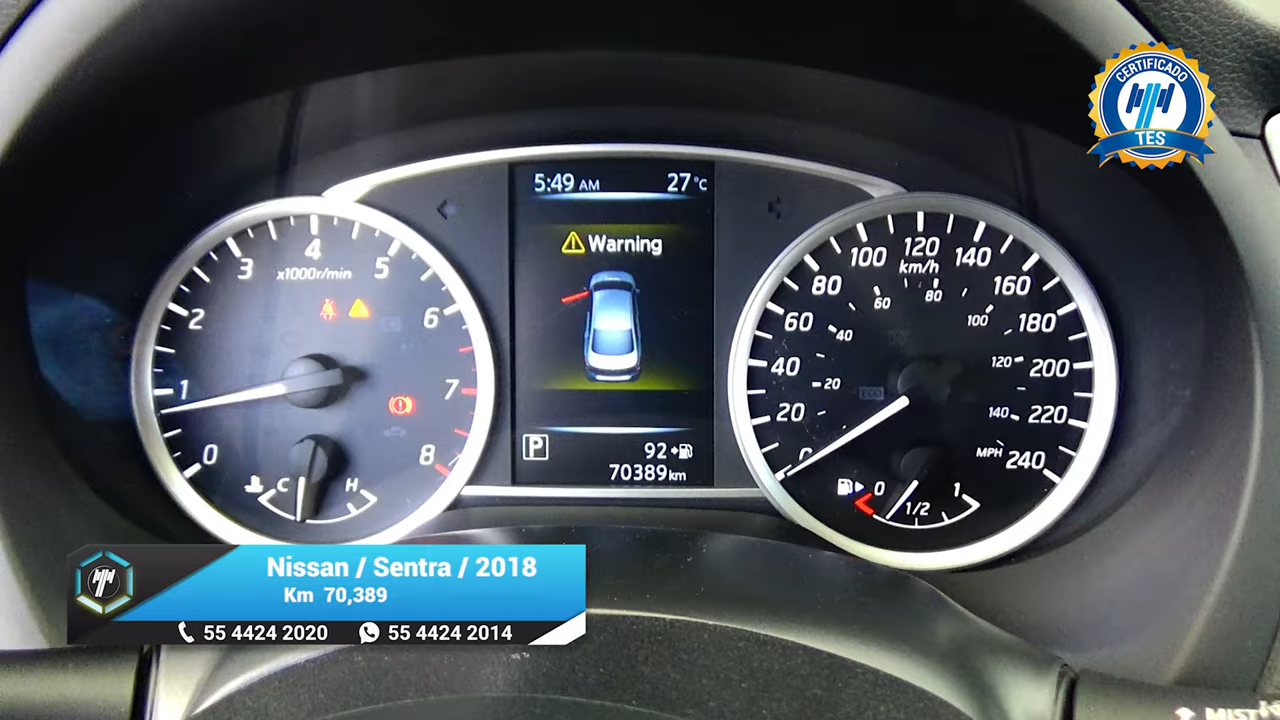 CERTIFICADO
TES
5:49 AM 27°C
Warning
P
92
70389 km
0 1 2 3 4 5 6 7 8
x1000r/min
C H
0 20 40 60 80 100 120 140 160 180 200 220 240
km/h
20 40 60 80 100 120 140
MPH
ECO
0 1/2 1
Nissan / Sentra / 2018
Km 70,389
55 4424 2020 55 4424 2014
MIST